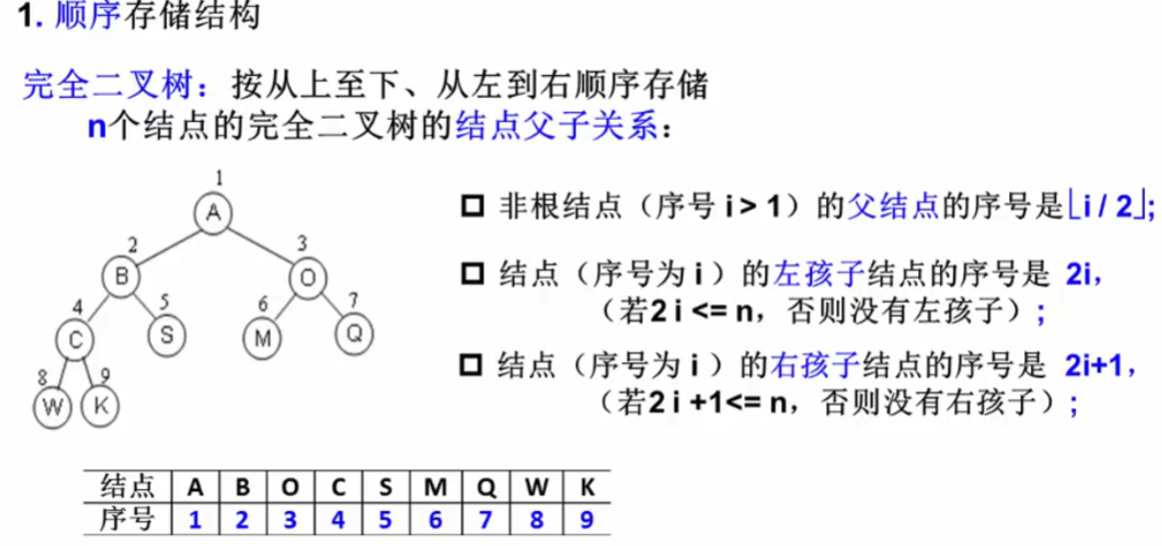 1. 顺序存储结构
完全二叉树：按从上至下、从左到右顺序存储
n个结点的完全二叉树的结点父子关系：
1
A
2
3
B
O
4
5
6
7
C
S
M
Q
8
9
W
K
非根结点（序号 i > 1）的父结点的序号是⌊i / 2⌋;
结点（序号为 i ）的左孩子结点的序号是 2i，
（若2 i <= n，否则没有左孩子）;
结点（序号为 i ）的右孩子结点的序号是 2i+1，
（若2 i +1<= n，否则没有右孩子）;
结点 A B O C S M Q W K
序号 1 2 3 4 5 6 7 8 9